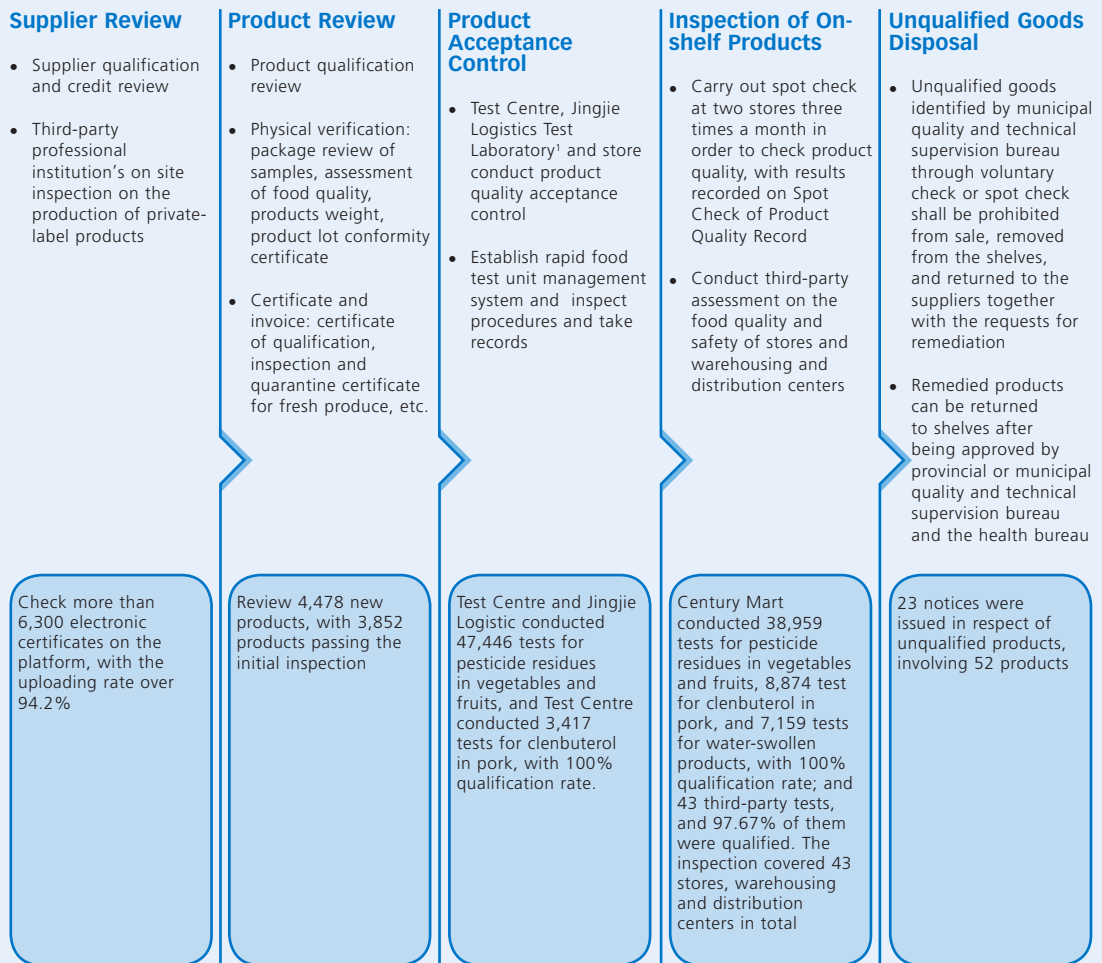 Supplier Review
• Supplier qualification
and credit review
• Third-party
professional
institution's on site
inspection on the
production of private-
label products
Check more than
6,300 electronic
certificates on the
platform, with the
uploading rate over
94.2%
Product Review
• Product qualification
review
• Physical verification:
package review of
samples, assessment
of food quality,
products weight,
product lot conformity
certificate
• Certificate and
invoice: certificate
of qualification,
inspection and
quarantine certificate
for fresh produce, etc.
Review 4,478 new
products, with 3,852
products passing the
initial inspection
Product
Acceptance
Control
• Test Centre, Jingjie
Logistics Test
Laboratory¹ and store
conduct product
quality acceptance
control
• Establish rapid food
test unit management
system and inspect
procedures and take
records
Test Centre and Jingjie
Logistic conducted
47,446 tests for
pesticide residues
in vegetables and
fruits, and Test Centre
conducted 3,417
tests for clenbuterol
in pork, with 100%
qualification rate.
Inspection of On-
shelf Products
• Carry out spot check
at two stores three
times a month in
order to check product
quality, with results
recorded on Spot
Check of Product
Quality Record
• Conduct third-party
assessment on the
food quality and
safety of stores and
warehousing and
distribution centers
Century Mart
conducted 38,959
tests for pesticide
residues in vegetables
and fruits, 8,874 test
for clenbuterol in
pork, and 7,159 tests
for water-swollen
products, with 100%
qualification rate; and
43 third-party tests,
and 97.67% of them
were qualified. The
inspection covered 43
stores, warehousing
and distribution
centers in total
Unqualified Goods
Disposal
• Unqualified goods
identified by municipal
quality and technical
supervision bureau
through voluntary
check or spot check
shall be prohibited
from sale, removed
from the shelves,
and returned to the
suppliers together
with the requests for
remediation
• Remedied products
can be returned
to shelves after
being approved by
provincial or municipal
quality and technical
supervision bureau
and the health bureau
23 notices were
issued in respect of
unqualified products,
involving 52 products